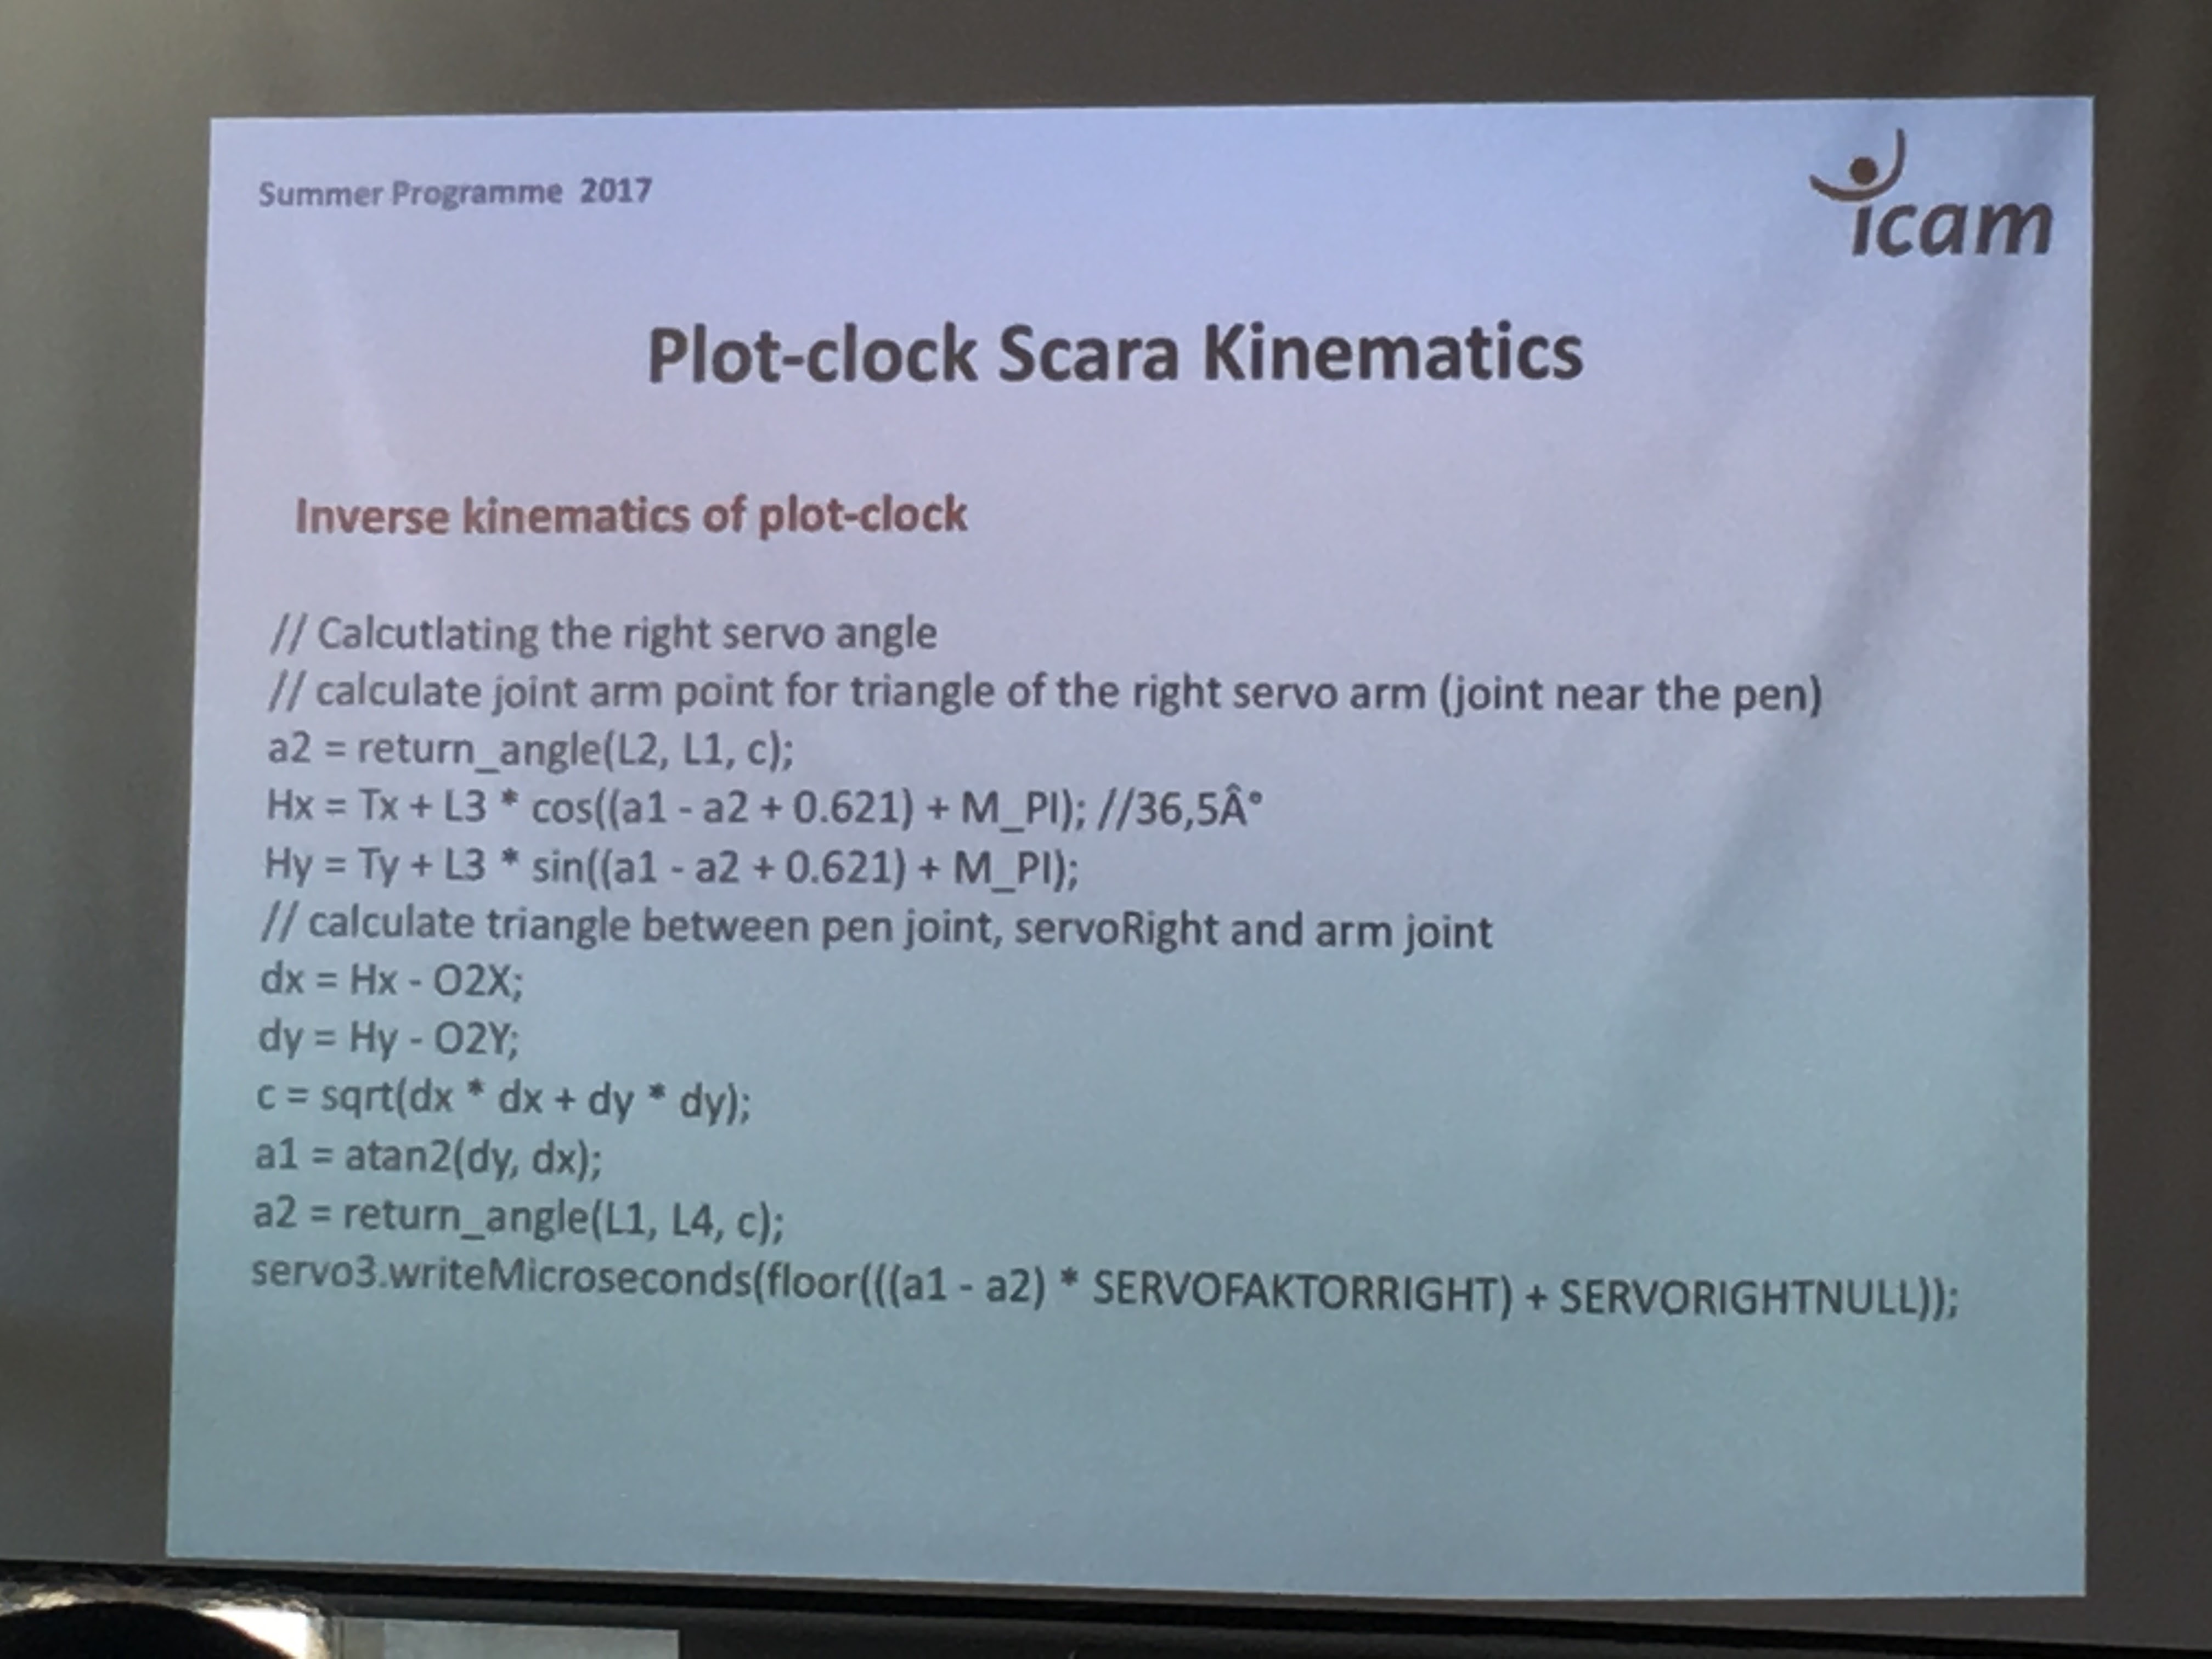 Summer Programme 2017
icam
Plot-clock Scara Kinematics
Inverse kinematics of plot-clock
// Calcutlating the right servo angle
// calculate joint arm point for triangle of the right servo arm (joint near the pen)
a2 = return_angle(L2, L1, c);
Hx = Tx + L3 * cos((a1 - a2 + 0.621) + M_PI); //36,5Â°
Hy = Ty + L3 * sin((a1 - a2 + 0.621) + M_PI);
// calculate triangle between pen joint, servoRight and arm joint
dx = Hx - O2X;
dy = Hy - O2Y;
c = sqrt(dx * dx + dy * dy);
a1 = atan2(dy, dx);
a2 = return_angle(L1, L4, c);
servo3.writeMicroseconds(floor(((a1 - a2) * SERVOFAKTORRIGHT) + SERVORIGHTNULL));